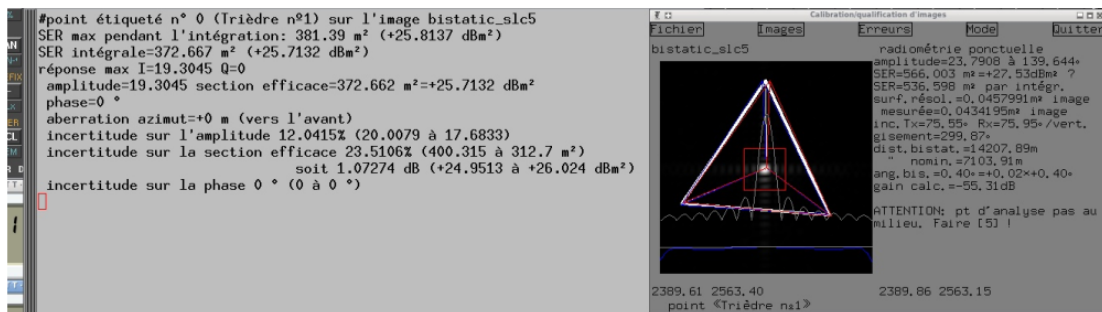 #point étiqueté n° 0 (Trièdre nº1) sur l'image bistatic_slc5
SER max pendant l'intégration: 381.39 m² (+25.8137 dBm²)
SER intégrale=372.667 m² (+25.7132 dBm²)
réponse max I=19.3045 Q=0
amplitude=19.3045 section efficace=372.662 m²=+25.7132 dBm²
phase=0 °
aberration azimut=+0 m (vers l'avant)
incertitude sur l'amplitude 12.0415% (20.0079 à 17.6833)
incertitude sur la section efficace 23.5106% (400.315 à 312.7 m²)
soit 1.07274 dB (+24.9513 à +26.024 dBm²)
incertitude sur la phase 0 ° (0 à 0 °)
Calibration/qualification d'images
Fichier Images Erreurs Mode Quitter
bistatic_slc5
radiométrie ponctuelle
amplitude=23,7908 à 139,644°
SER=566,003 m²=+27,53dBm² ?
SER=536,598 m² par intégr.
surf.résol.=0,0457991m² image
mesurée=0,0434195m² image
inc.Tx=75,55° Rx=75,95°/vert.
gisement=299,87°
dist.bistat.=14207,89m
" nomin.=7103,91m
ang.bis.=0,40°=+0,02×+0,40°
gain calc.=-55,31dB
ATTENTION: pt d'analyse pas au
milieu. Faire [5] !
2389,61 2563,40
2389,86 2563,15
point «Trièdre nº1»